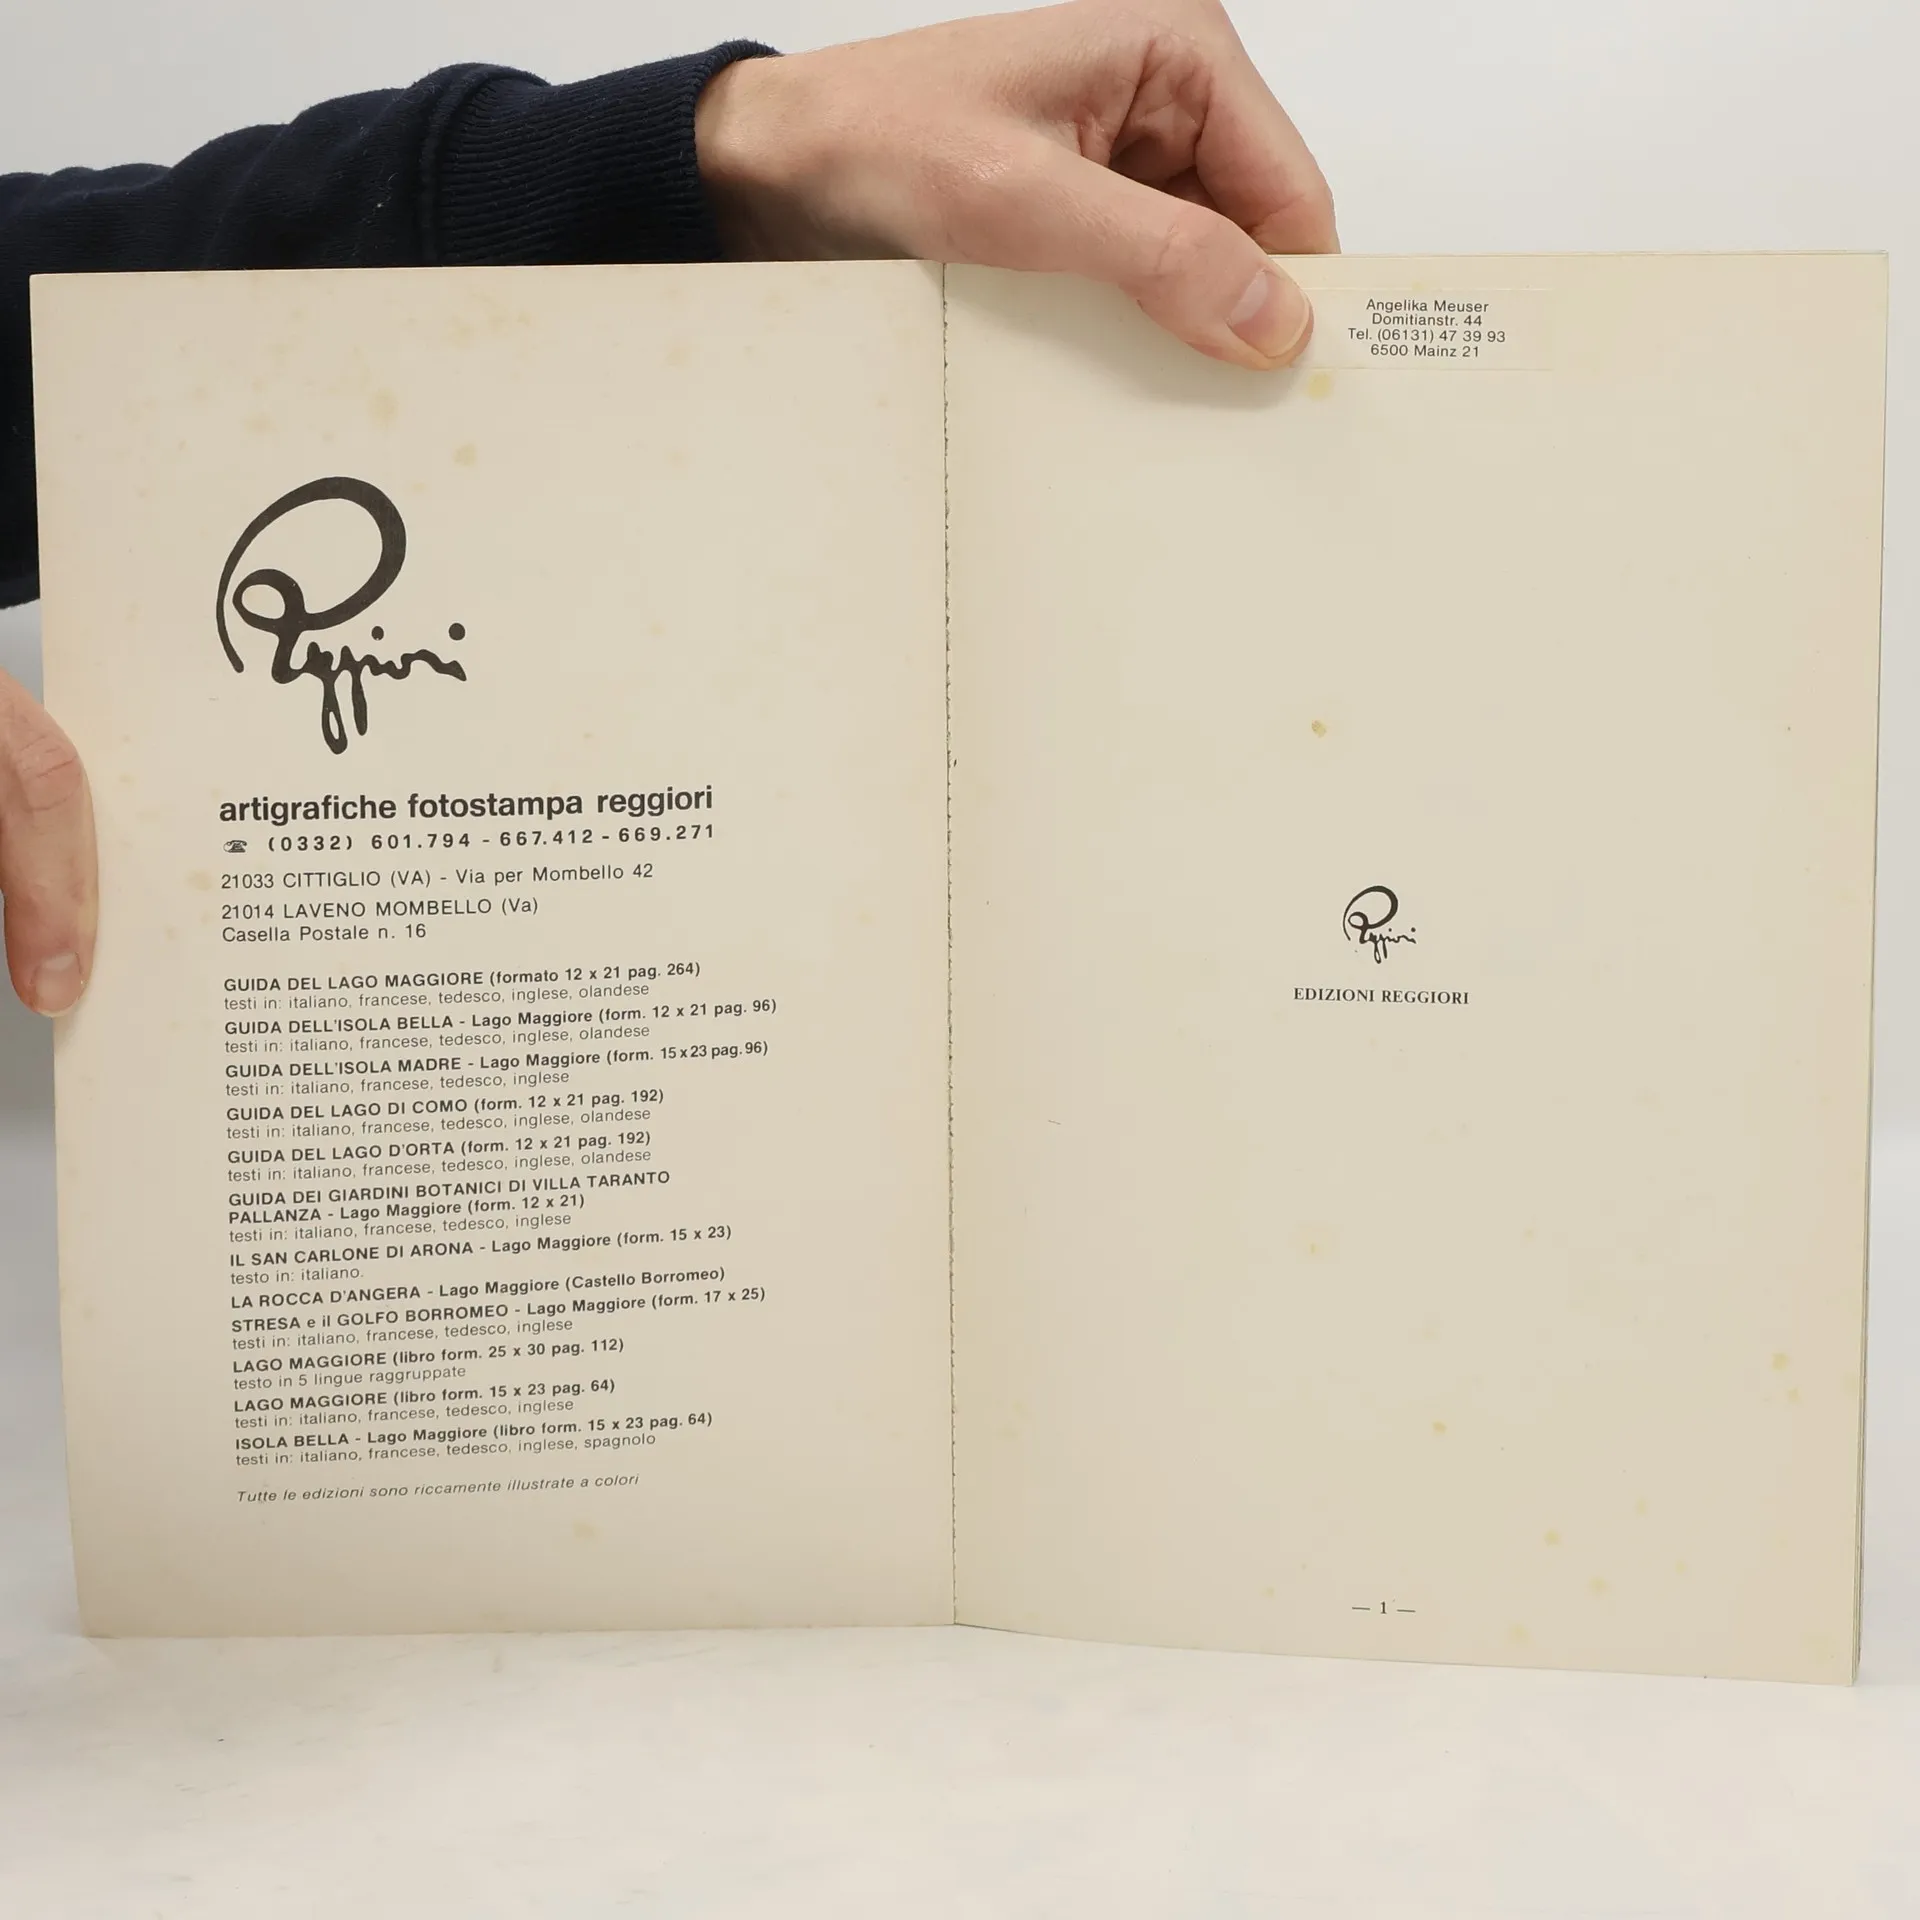 Reggiori
artigrafiche fotostampa reggiori
☎ (0332) 601.794 - 667.412 - 669.271
21033 CITTIGLIO (VA) - Via per Mombello 42
21014 LAVENO MOMBELLO (Va)
Casella Postale n. 16
GUIDA DEL LAGO MAGGIORE (formato 12 x 21 pag. 264)
testi in: italiano, francese, tedesco, inglese, olandese
GUIDA DELL'ISOLA BELLA - Lago Maggiore (form. 12 x 21 pag. 96)
testi in: italiano, francese, tedesco, inglese, olandese
GUIDA DELL'ISOLA MADRE - Lago Maggiore (form. 15 x 23 pag. 96)
testi in: italiano, francese, tedesco, inglese
GUIDA DEL LAGO DI COMO (form. 12 x 21 pag. 192)
testi in: italiano, francese, tedesco, inglese, olandese
GUIDA DEL LAGO D'ORTA (form. 12 x 21 pag. 192)
testi in: italiano, francese, tedesco, inglese, olandese
GUIDA DEI GIARDINI BOTANICI DI VILLA TARANTO
PALLANZA - Lago Maggiore (form. 12 x 21)
testi in: italiano, francese, tedesco, inglese
IL SAN CARLONE DI ARONA - Lago Maggiore (form. 15 x 23)
testo in: italiano.
LA ROCCA D'ANGERA - Lago Maggiore (Castello Borromeo)
STRESA e il GOLFO BORROMEO - Lago Maggiore (form. 17 x 25)
testi in: italiano, francese, tedesco, inglese
LAGO MAGGIORE (libro form. 25 x 30 pag. 112)
testo in 5 lingue raggruppate
LAGO MAGGIORE (libro form. 15 x 23 pag. 64)
testi in: italiano, francese, tedesco, inglese
ISOLA BELLA - Lago Maggiore (libro form. 15 x 23 pag. 64)
testi in: italiano, francese, tedesco, inglese, spagnolo
Tutte le edizioni sono riccamente illustrate a colori
Angelika Meuser
Domitianstr. 44
Tel. (06131) 47 39 93
6500 Mainz 21
Reggiori
EDIZIONI REGGIORI
— 1 —